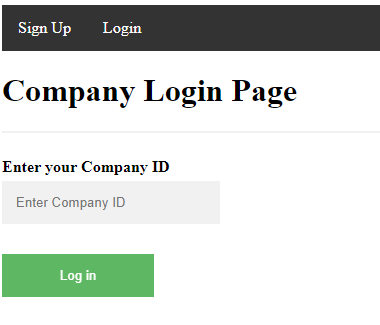 Sign Up Login
Company Login Page
Enter your Company ID
Enter Company ID
Log in